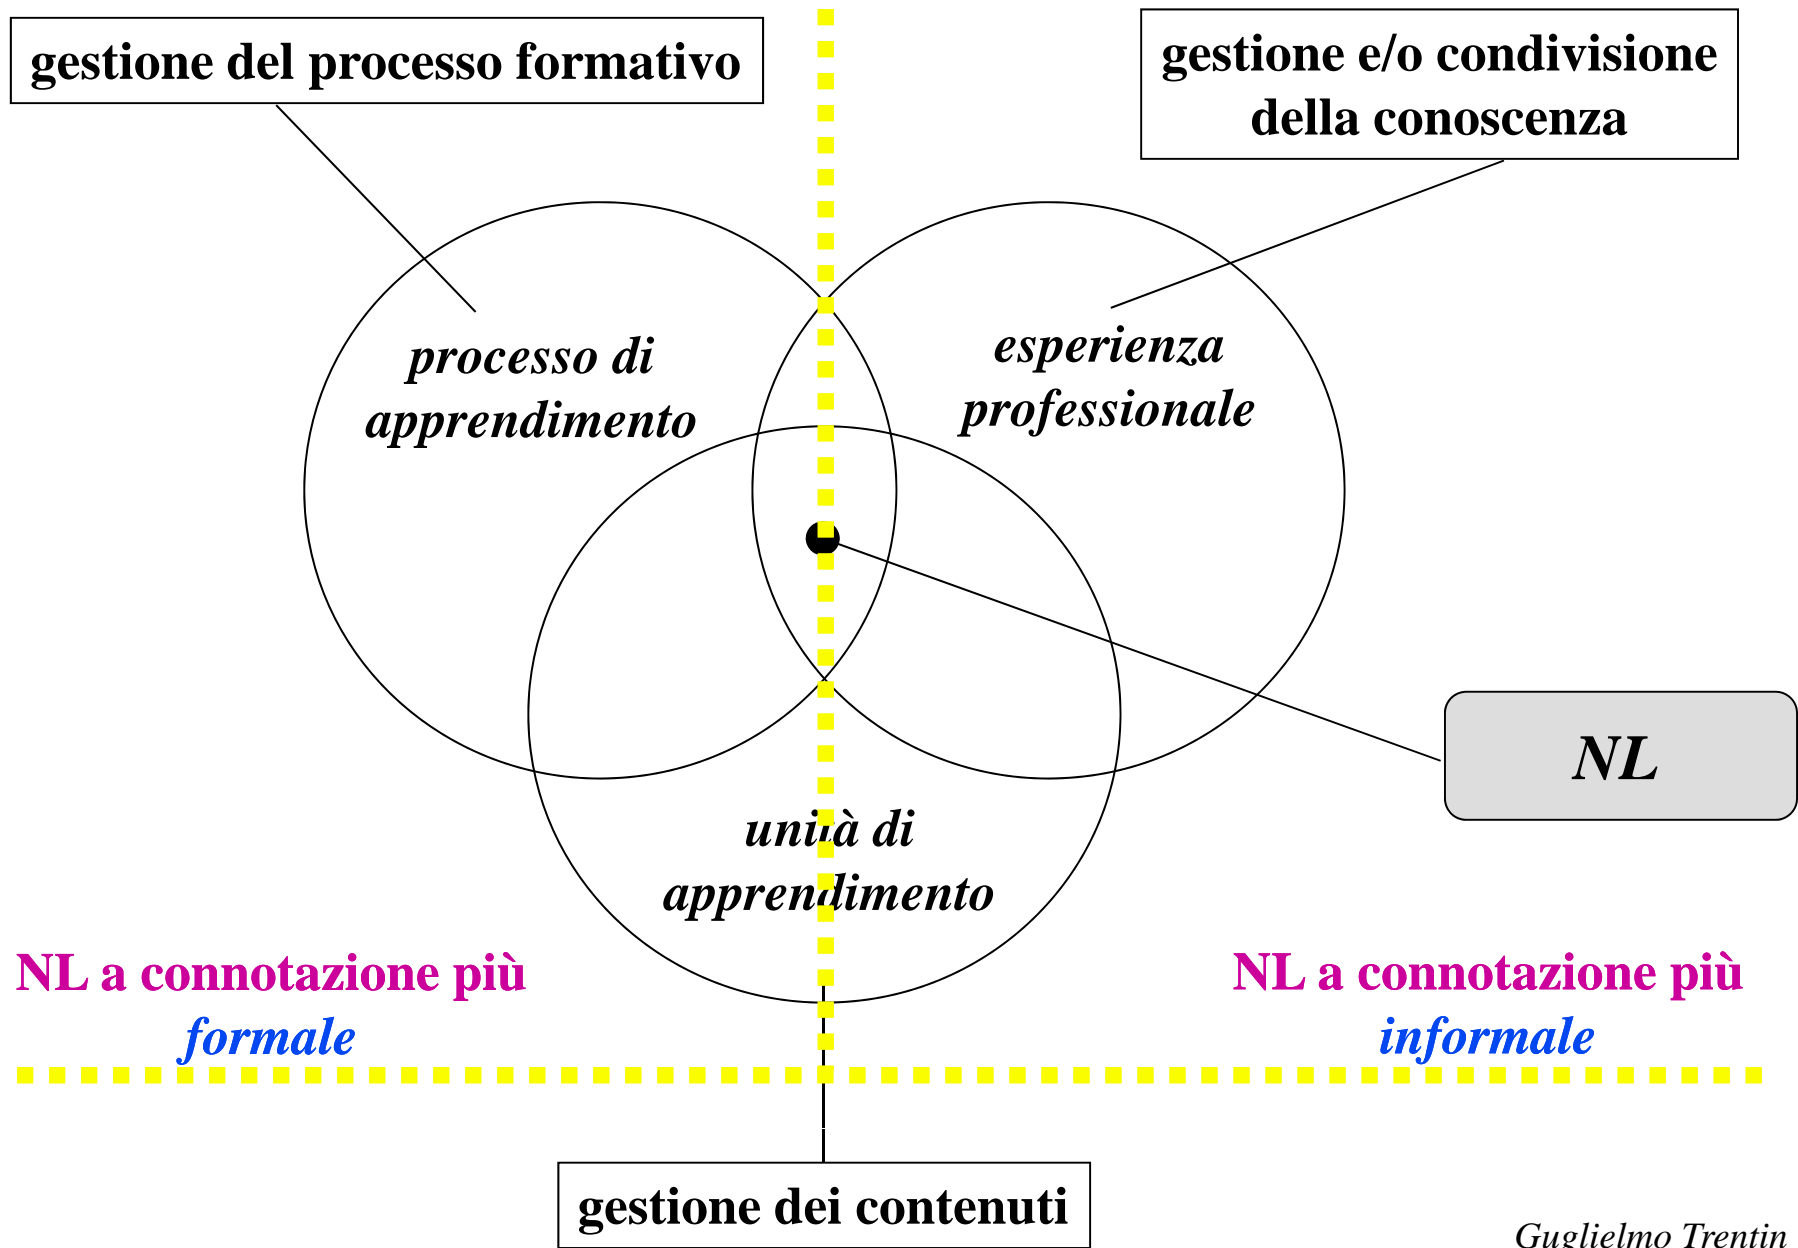 gestione del processo formativo
gestione e/o condivisione
della conoscenza
processo di
apprendimento
esperienza
professionale
NL
unità di
apprendimento
NL a connotazione più
formale
NL a connotazione più
informale
gestione dei contenuti
Guglielmo Trentin